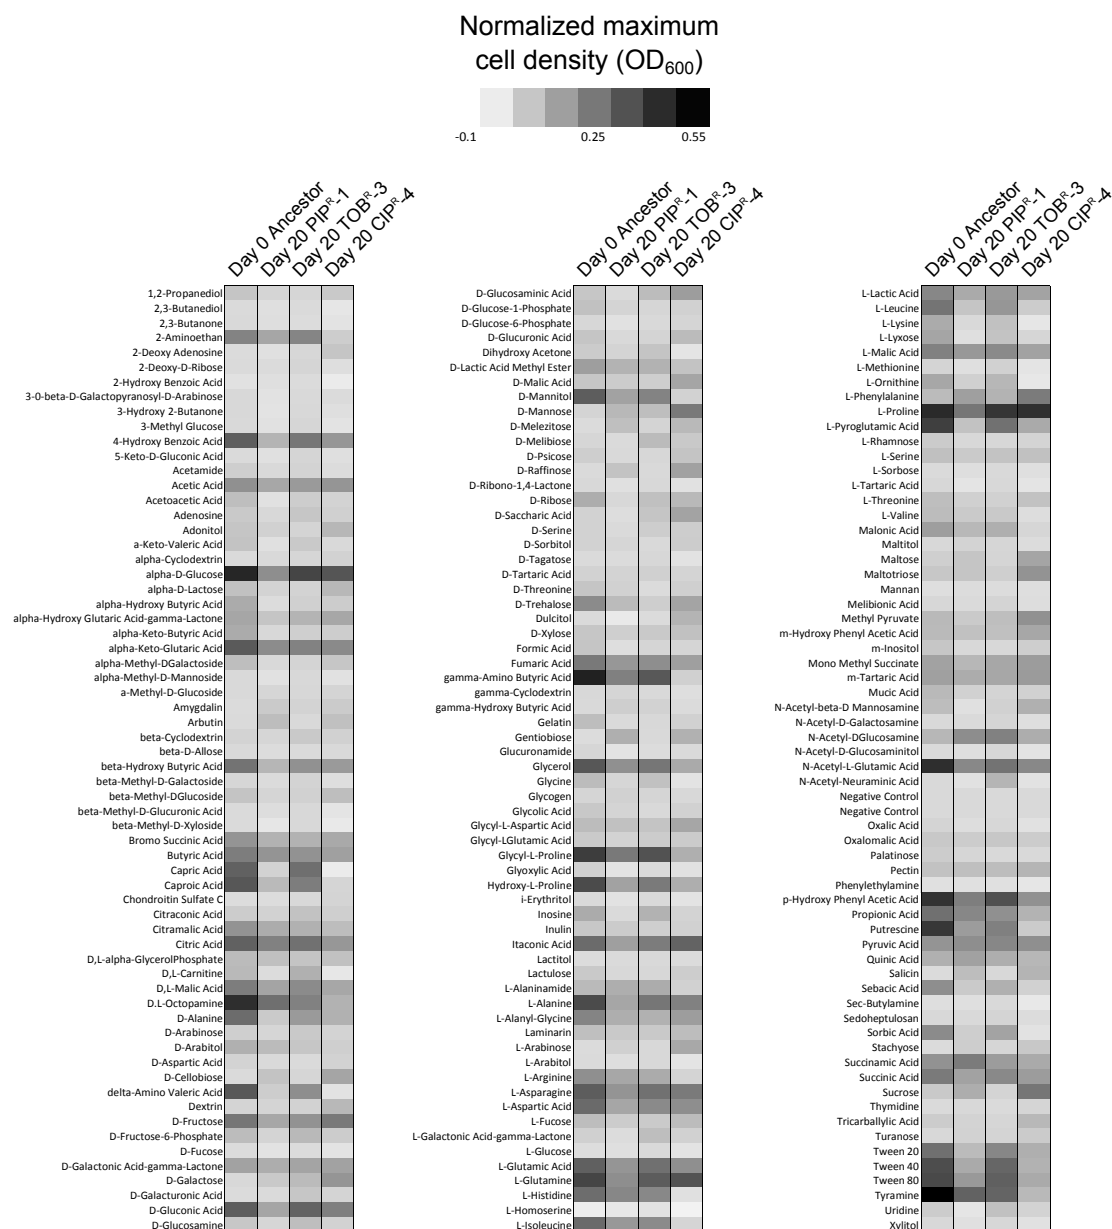 Normalized maximum
cell density (OD600)
-0.1 0.25 0.55
Day 0 Ancestor
Day 20 PIPR-1
Day 20 TOBR-3
Day 20 CIPR-4
1,2-Propanediol
2,3-Butanediol
2,3-Butanone
2-Aminoethan
2-Deoxy Adenosine
2-Deoxy-D-Ribose
2-Hydroxy Benzoic Acid
3-0-beta-D-Galactopyranosyl-D-Arabinose
3-Hydroxy 2-Butanone
3-Methyl Glucose
4-Hydroxy Benzoic Acid
5-Keto-D-Gluconic Acid
Acetamide
Acetic Acid
Acetoacetic Acid
Adenosine
Adonitol
a-Keto-Valeric Acid
alpha-Cyclodextrin
alpha-D-Glucose
alpha-D-Lactose
alpha-Hydroxy Butyric Acid
alpha-Hydroxy Glutaric Acid-gamma-Lactone
alpha-Keto-Butyric Acid
alpha-Keto-Glutaric Acid
alpha-Methyl-DGalactoside
alpha-Methyl-D-Mannoside
a-Methyl-D-Glucoside
Amygdalin
Arbutin
beta-Cyclodextrin
beta-D-Allose
beta-Hydroxy Butyric Acid
beta-Methyl-D-Galactoside
beta-Methyl-DGlucoside
beta-Methyl-D-Glucuronic Acid
beta-Methyl-D-Xyloside
Bromo Succinic Acid
Butyric Acid
Capric Acid
Caproic Acid
Chondroitin Sulfate C
Citraconic Acid
Citramalic Acid
Citric Acid
D,L-alpha-GlycerolPhosphate
D,L-Carnitine
D,L-Malic Acid
D.L-Octopamine
D-Alanine
D-Arabinose
D-Arabitol
D-Aspartic Acid
D-Cellobiose
delta-Amino Valeric Acid
Dextrin
D-Fructose
D-Fructose-6-Phosphate
D-Fucose
D-Galactonic Acid-gamma-Lactone
D-Galactose
D-Galacturonic Acid
D-Gluconic Acid
D-Glucosamine
Day 0 Ancestor
Day 20 PIPR-1
Day 20 TOBR-3
Day 20 CIPR-4
D-Glucosaminic Acid
D-Glucose-1-Phosphate
D-Glucose-6-Phosphate
D-Glucuronic Acid
Dihydroxy Acetone
D-Lactic Acid Methyl Ester
D-Malic Acid
D-Mannitol
D-Mannose
D-Melezitose
D-Melibiose
D-Psicose
D-Raffinose
D-Ribono-1,4-Lactone
D-Ribose
D-Saccharic Acid
D-Serine
D-Sorbitol
D-Tagatose
D-Tartaric Acid
D-Threonine
D-Trehalose
Dulcitol
D-Xylose
Formic Acid
Fumaric Acid
gamma-Amino Butyric Acid
gamma-Cyclodextrin
gamma-Hydroxy Butyric Acid
Gelatin
Gentiobiose
Glucuronamide
Glycerol
Glycine
Glycogen
Glycolic Acid
Glycyl-L-Aspartic Acid
Glycyl-LGlutamic Acid
Glycyl-L-Proline
Glyoxylic Acid
Hydroxy-L-Proline
i-Erythritol
Inosine
Inulin
Itaconic Acid
Lactitol
Lactulose
L-Alaninamide
L-Alanine
L-Alanyl-Glycine
Laminarin
L-Arabinose
L-Arabitol
L-Arginine
L-Asparagine
L-Aspartic Acid
L-Fucose
L-Galactonic Acid-gamma-Lactone
L-Glucose
L-Glutamic Acid
L-Glutamine
L-Histidine
L-Homoserine
L-Isoleucine
Day 0 Ancestor
Day 20 PIPR-1
Day 20 TOBR-3
Day 20 CIPR-4
L-Lactic Acid
L-Leucine
L-Lysine
L-Lyxose
L-Malic Acid
L-Methionine
L-Ornithine
L-Phenylalanine
L-Proline
L-Pyroglutamic Acid
L-Rhamnose
L-Serine
L-Sorbose
L-Tartaric Acid
L-Threonine
L-Valine
Malonic Acid
Maltitol
Maltose
Maltotriose
Mannan
Melibionic Acid
Methyl Pyruvate
m-Hydroxy Phenyl Acetic Acid
m-Inositol
Mono Methyl Succinate
m-Tartaric Acid
Mucic Acid
N-Acetyl-beta-D Mannosamine
N-Acetyl-D-Galactosamine
N-Acetyl-DGlucosamine
N-Acetyl-D-Glucosaminitol
N-Acetyl-L-Glutamic Acid
N-Acetyl-Neuraminic Acid
Negative Control
Negative Control
Oxalic Acid
Oxalomalic Acid
Palatinose
Pectin
Phenylethylamine
p-Hydroxy Phenyl Acetic Acid
Propionic Acid
Putrescine
Pyruvic Acid
Quinic Acid
Salicin
Sebacic Acid
Sec-Butylamine
Sedoheptulosan
Sorbic Acid
Stachyose
Succinamic Acid
Succinic Acid
Sucrose
Thymidine
Tricarballylic Acid
Turanose
Tween 20
Tween 40
Tween 80
Tyramine
Uridine
Xylitol